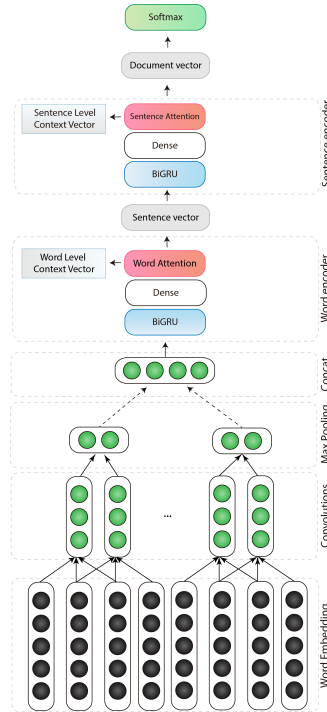 Softmax
Document vector
Sentence Level
Context Vector
Sentence Attention
Dense
BiGRU
Sentence encoder
Sentence vector
Word Level
Context Vector
Word Attention
Dense
BiGRU
Word encoder
Concat
Max Pooling
...
Convolutions
Word Embedding